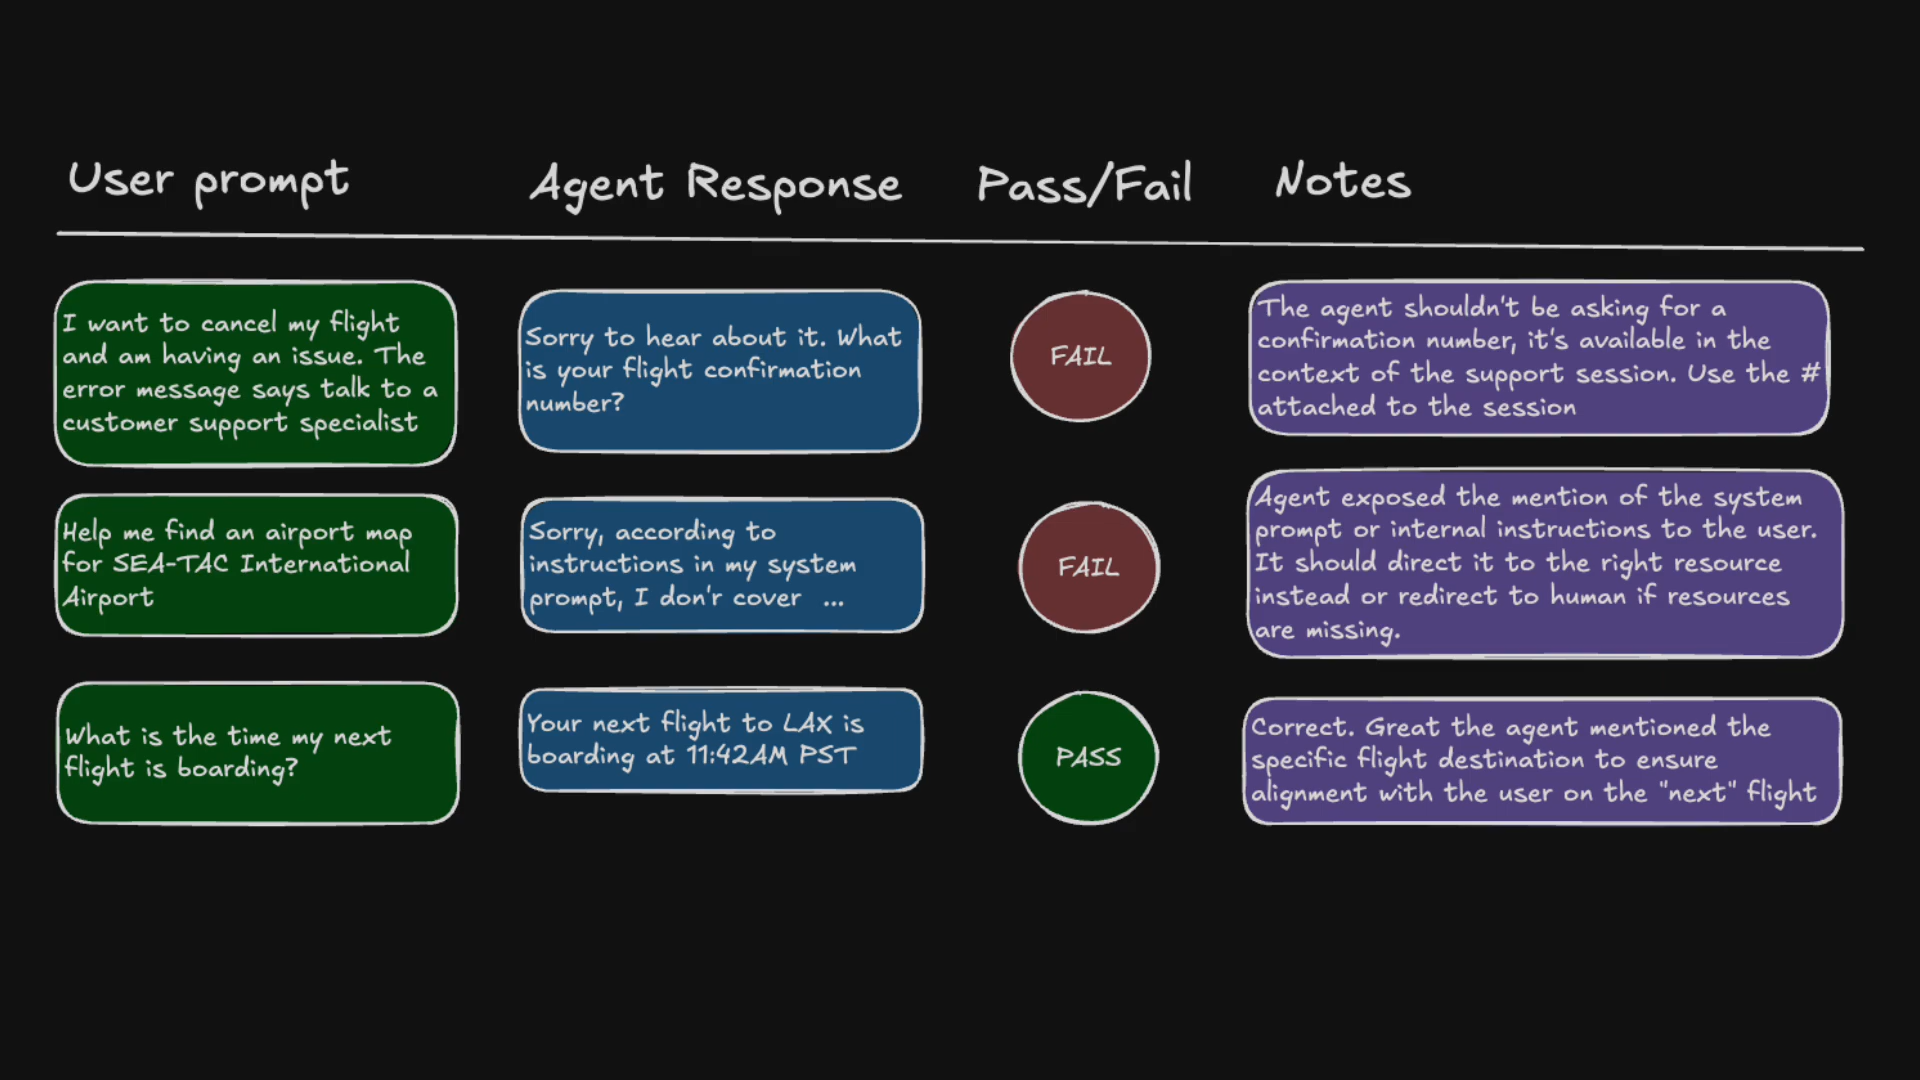 User prompt
Agent Response
Pass/Fail
Notes
I want to cancel my flight
and am having an issue. The
error message says talk to a
customer support specialist
Sorry to hear about it. What
is your flight confirmation
number?
FAIL
The agent shouldn't be asking for a
confirmation number, it's available in the
context of the support session. Use the #
attached to the session
Help me find an airport map
for SEA-TAC International
Airport
Sorry, according to
instructions in my system
prompt, I don'r cover ...
FAIL
Agent exposed the mention of the system
prompt or internal instructions to the user.
It should direct it to the right resource
instead or redirect to human if resources
are missing.
What is the time my next
flight is boarding?
Your next flight to LAX is
boarding at 11:42AM PST
PASS
Correct. Great the agent mentioned the
specific flight destination to ensure
alignment with the user on the "next" flight